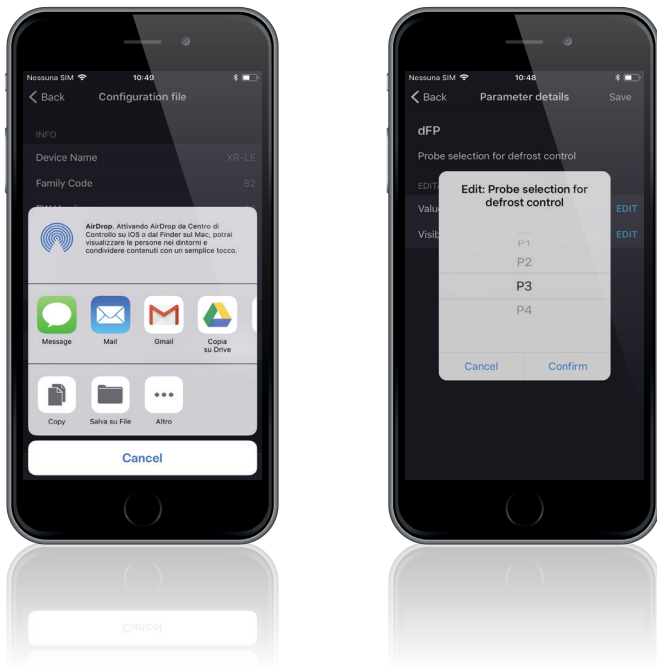 Nessuna SIM 10:49
Back Configuration file
INFO
Device Name XR-LE
Family Code 82
AirDrop. Attivando AirDrop da Centro di
Controllo su iOS o dal Finder sul Mac, potrai
visualizzare le persone nei dintorni e
condividere contenuti con un semplice tocco.
Message Mail Gmail Copia
su Drive
Copy Salva su File Altro
Cancel
Nessuna SIM 10:48
Back Parameter details Save
dFP
Probe selection for defrost control
Edit: Probe selection for
defrost control
EDIT
EDIT
P1
P2
P3
P4
Cancel Confirm